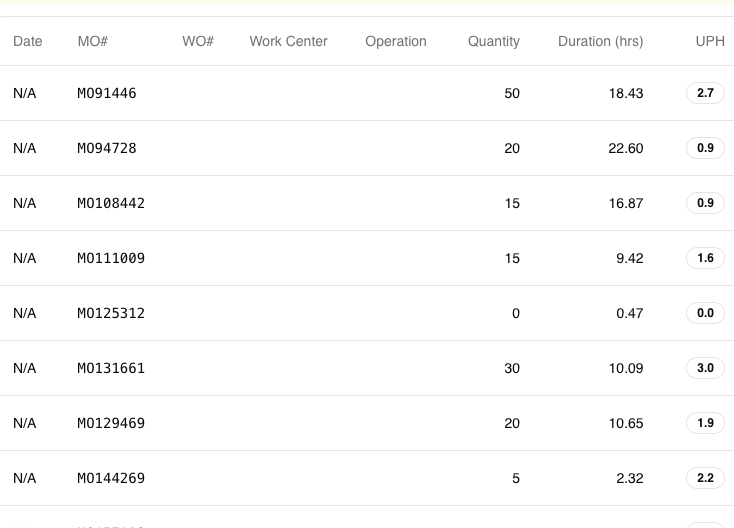 Date MO# WO# Work Center Operation Quantity Duration (hrs) UPH
N/A MO91446 50 18.43 2.7
N/A MO94728 20 22.60 0.9
N/A MO108442 15 16.87 0.9
N/A MO111009 15 9.42 1.6
N/A MO125312 0 0.47 0.0
N/A MO131661 30 10.09 3.0
N/A MO129469 20 10.65 1.9
N/A MO144269 5 2.32 2.2